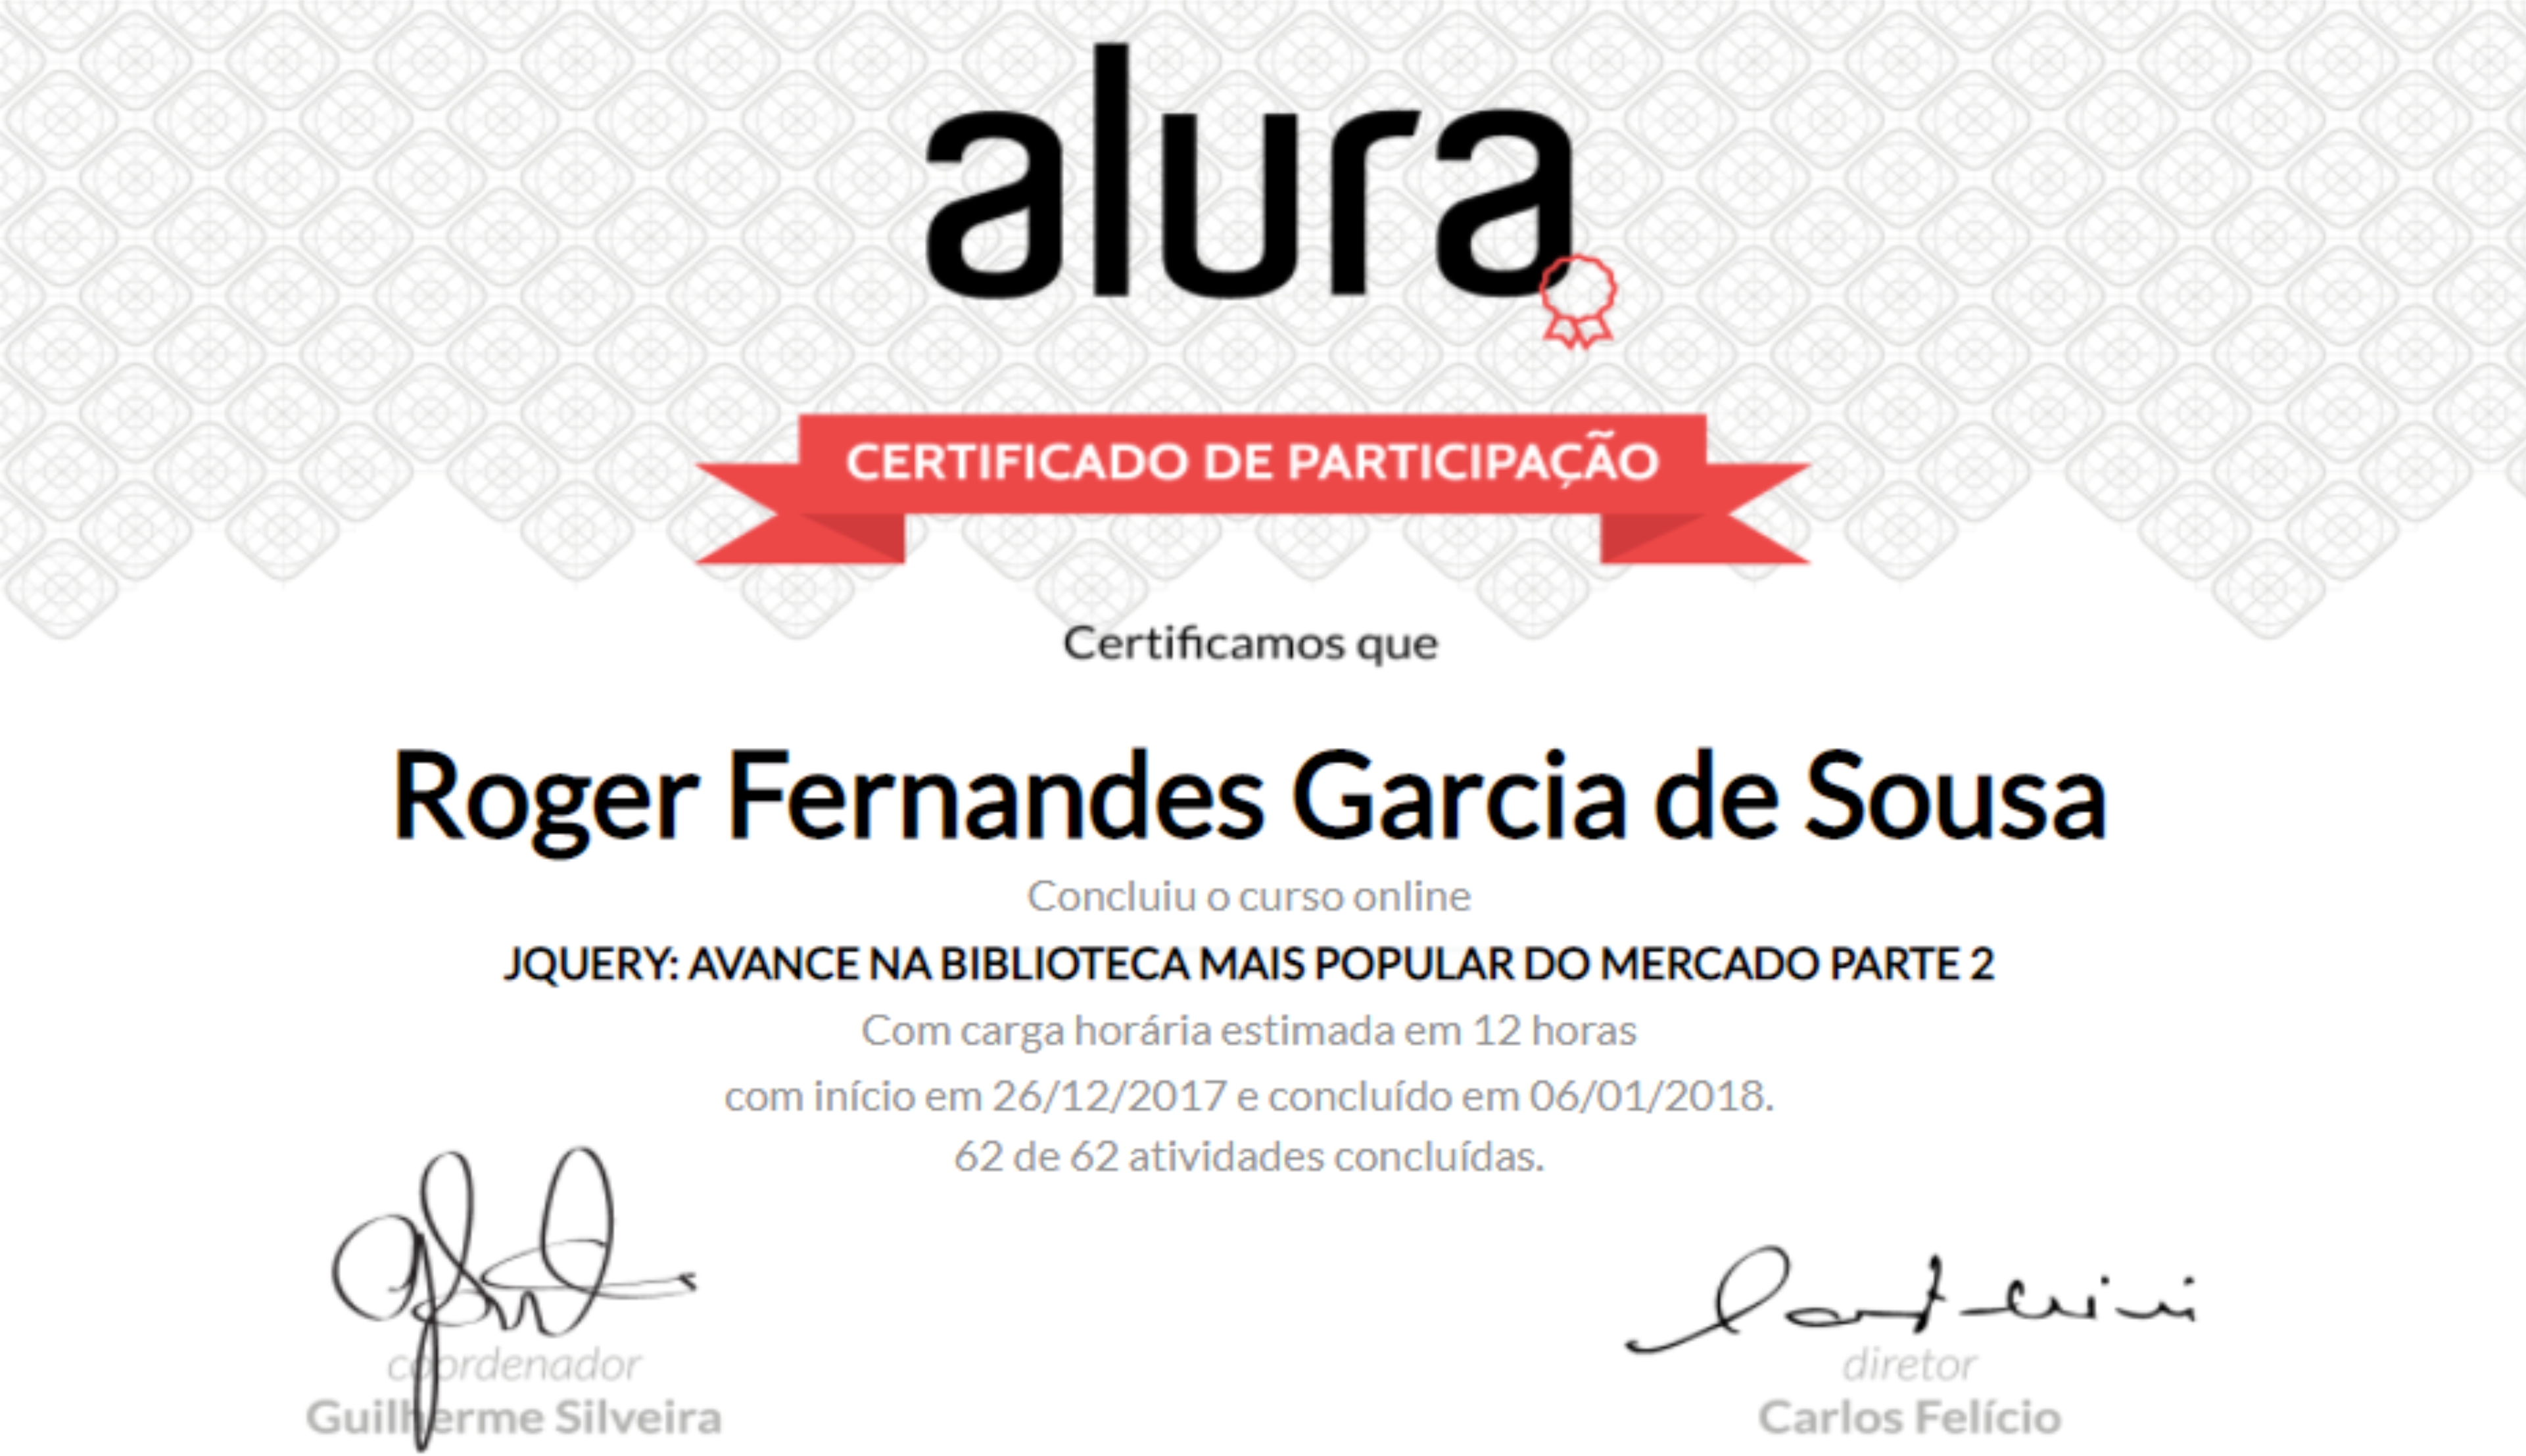 alura
CERTIFICADO DE PARTICIPAÇÃO
Certificamos que
Roger Fernandes Garcia de Sousa
Concluiu o curso online
JQUERY: AVANCE NA BIBLIOTECA MAIS POPULAR DO MERCADO PARTE 2
Com carga horária estimada em 12 horas
com início em 26/12/2017 e concluído em 06/01/2018.
62 de 62 atividades concluídas.
coordenador
Guilherme Silveira
diretor
Carlos Felício